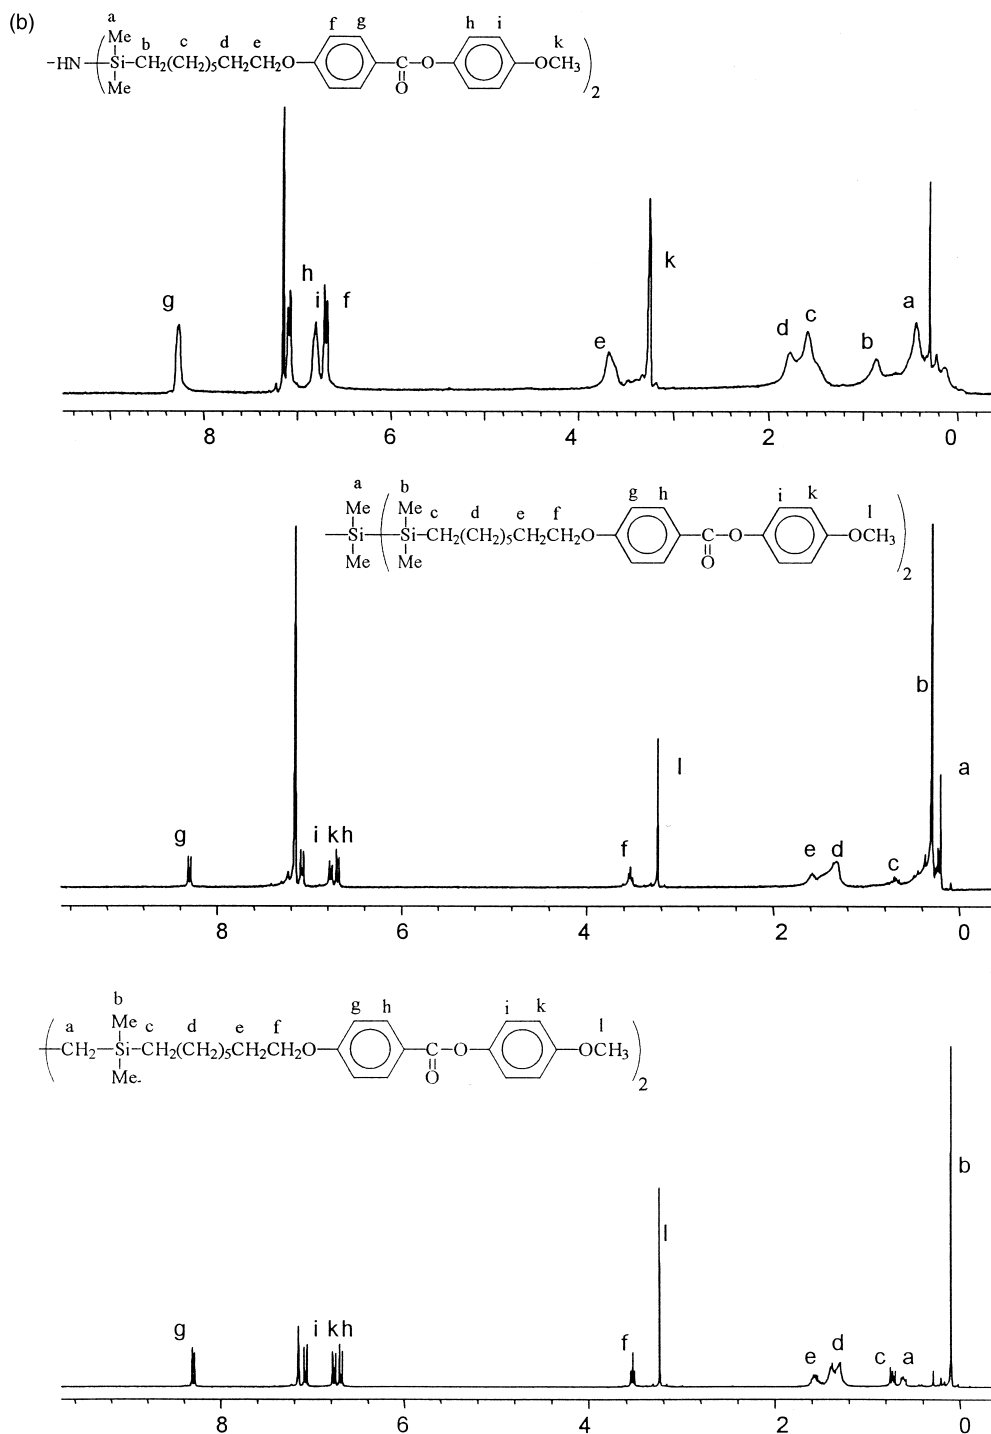 (b)
a
f g h i
Me b c d e k
-HN ( Si-CH2(CH2)5CH2CH2O C-O OCH3 )2
Me O
g h i f e k d c b a
8 6 4 2 0
a b g h i k
Me Me c d e f l
Si ( Si-CH2(CH2)5CH2CH2O C-O OCH3 )2
Me Me O
b
l a
g i k h f e d c
8 6 4 2 0
b
a Me c d e f g h i k l
( CH2-Si-CH2(CH2)5CH2CH2O C-O OCH3 )2
Me- O
b
l
g i k h f e d c a
8 6 4 2 0